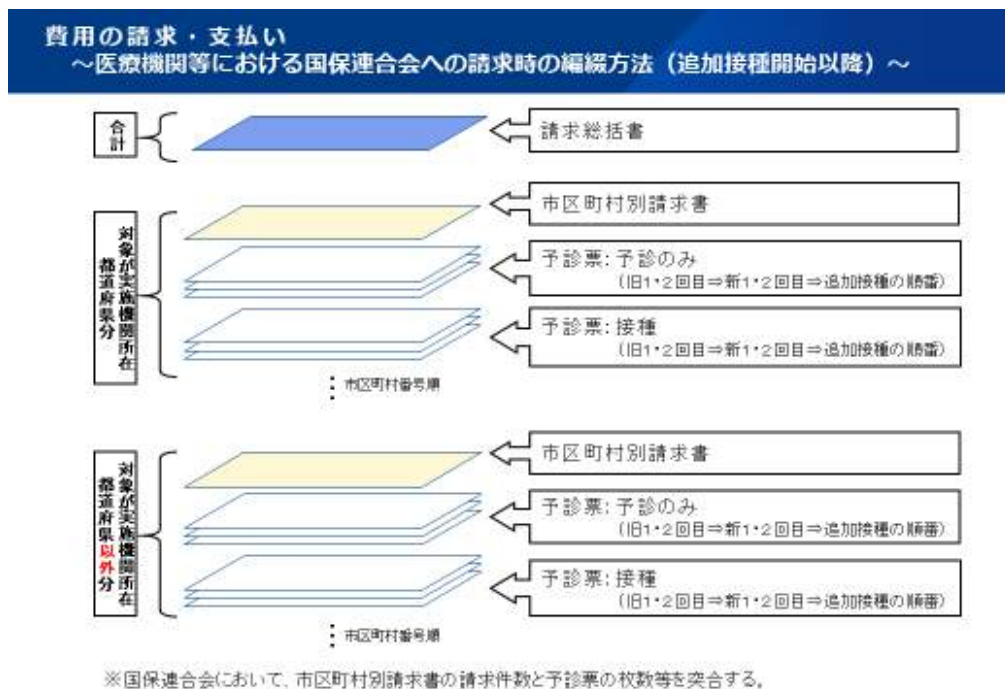 費用の請求・支払い
～医療機関等における国保連合会への請求時の編綴方法（追加接種開始以降）～
合計
請求総括書
対象が実施機関所在
都道府県分
市区町村別請求書
予診票：予診のみ
（旧1・2回目⇒新1・2回目⇒追加接種の順番）
予診票：接種
（旧1・2回目⇒新1・2回目⇒追加接種の順番）
市区町村番号順
対象が実施機関所在
都道府県以外分
市区町村別請求書
予診票：予診のみ
（旧1・2回目⇒新1・2回目⇒追加接種の順番）
予診票：接種
（旧1・2回目⇒新1・2回目⇒追加接種の順番）
市区町村番号順
※国保連合会において、市区町村別請求書の請求件数と予診票の枚数等を突合する。